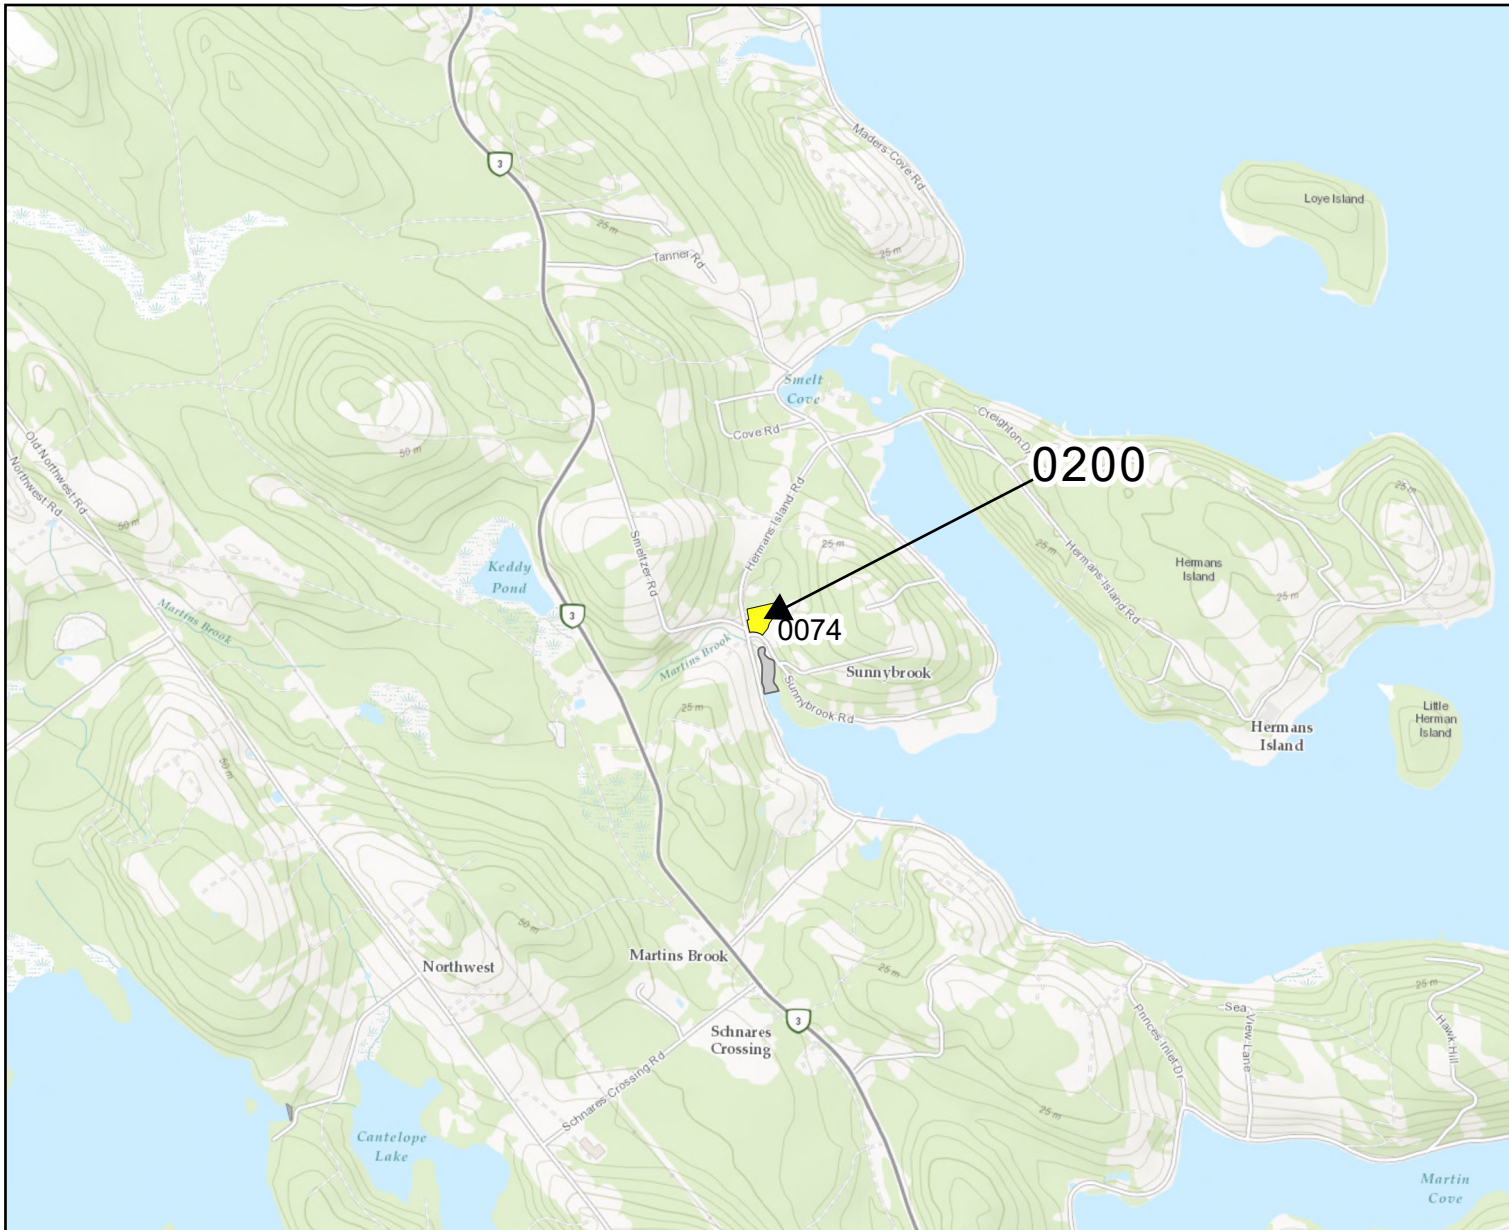 3
Maders Cove Rd
Loye Island
25 m
25 m
Tanner Rd
Smelt
Cove
Creighton Dr
Cove Rd
50 m
Old Northwest Rd
Northwest Rd
0200
25 m
50 m
Hermans Island Rd
25 m
25 m
Smeltzer Rd
Keddy
Pond
Hermans Island Rd
Hermans
Island
25 m
3
Martins Brook
0074
Martins Brook
Sunnybrook
25 m
Sunnybrook Rd
Little
Herman
Island
Hermans
Island
50 m
50 m
Martins Brook
Northwest
25 m
25 m
3
Schnares
Crossing
Sea View Lane
Princes Inlet Dr
Hawk Hill
Schnares Crossing Rd
25 m
Cantelope
Lake
Martin
Cove